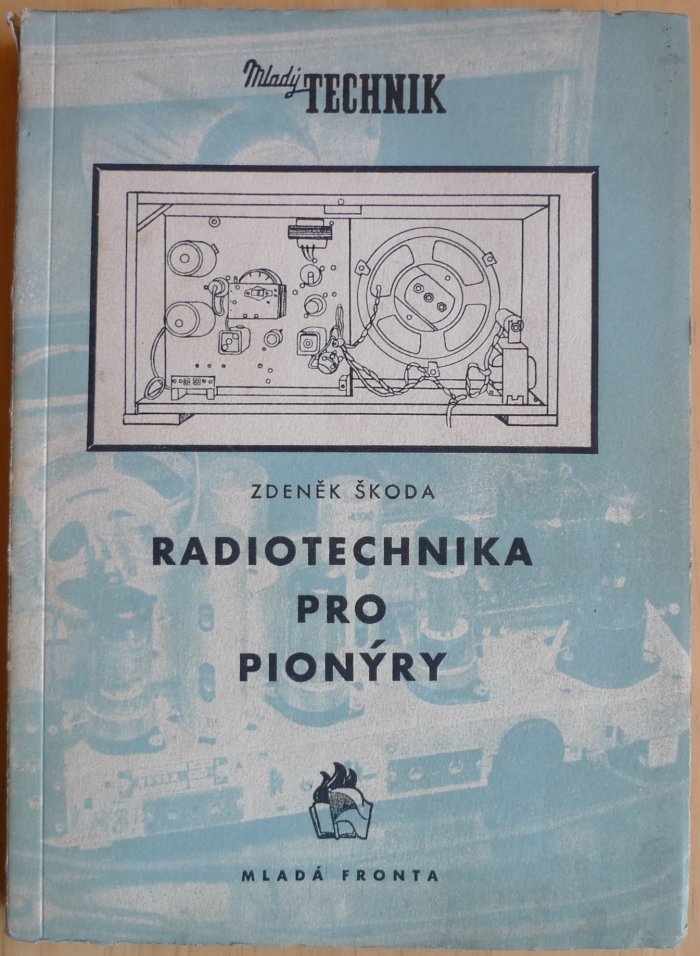 Mladý TECHNIK
ZDENĚK ŠKODA
RADIOTECHNIKA
PRO
PIONÝRY
MLADÁ FRONTA